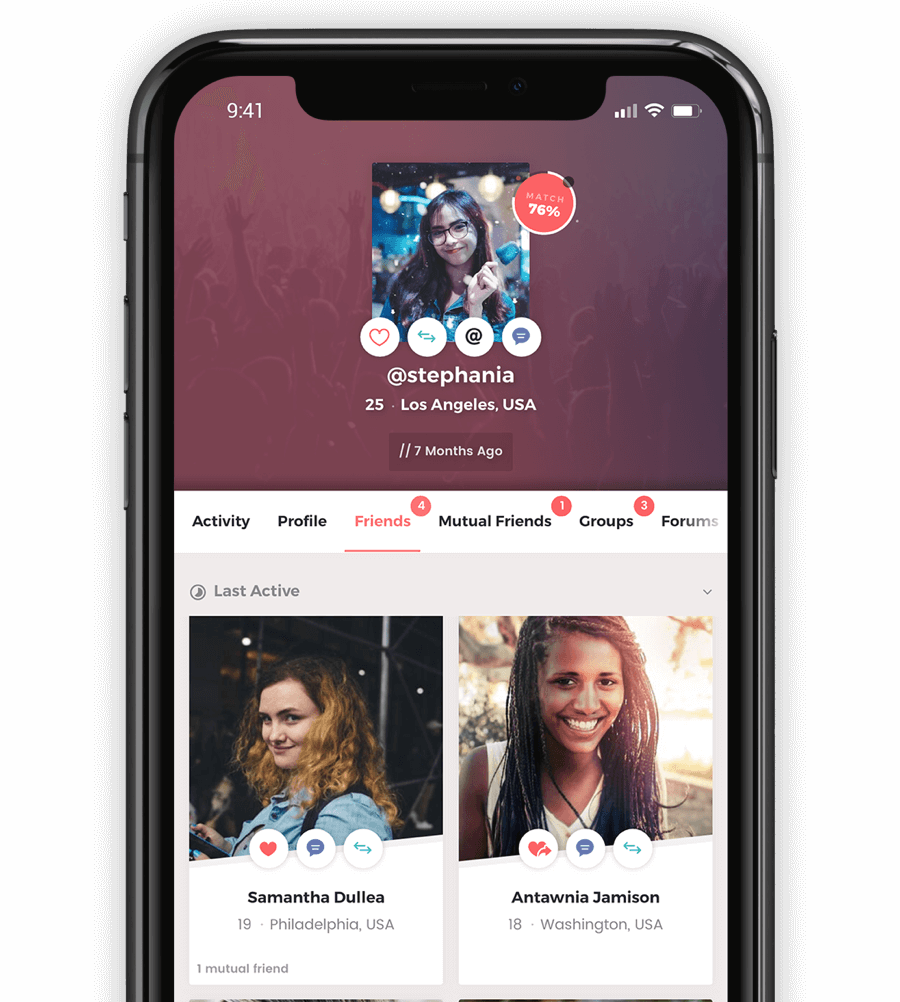 9:41
MATCH
76%
@
@stephania
25 · Los Angeles, USA
// 7 Months Ago
Activity Profile Friends 4 Mutual Friends 1 Groups 3 Forums
Last Active
Samantha Dullea
19 · Philadelphia, USA
1 mutual friend
Antawnia Jamison
18 · Washington, USA